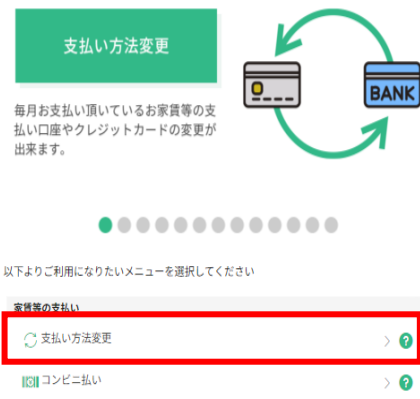 支払い方法変更
BANK
毎月お支払い頂いているお家賃等の支
払い口座やクレジットカードの変更が
出来ます。
以下よりご利用になりたいメニューを選択してください
家賃等の支払い
支払い方法変更 ?
コンビニ払い ?